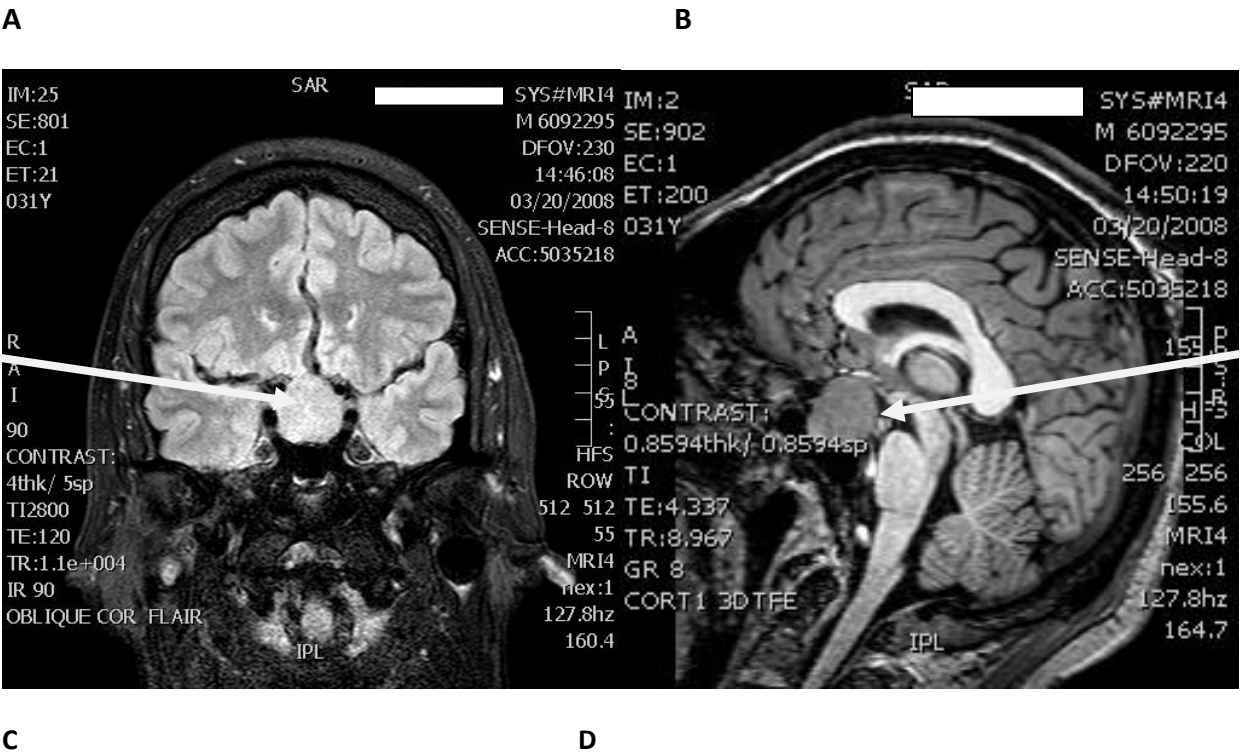 A
B
SAR
IM:25
SE:801
EC:1
ET:21
031Y
SYS#MRI4
M 6092295
DFOV:230
14:46:08
03/20/2008
SENSE-Head-8
ACC:5035218
R
A
I
L
P
55
:
90
CONTRAST:
4thk/ 5sp
TI2800
TE:120
TR:1.1e+004
IR 90
OBLIQUE COR FLAIR
HFS
ROW
512 512
55
MRI4
nex:1
127.8hz
160.4
IPL
IM:2
SE:902
EC:1
ET:200
031Y
SYS#MRI4
M 6092295
DFOV:220
14:50:19
03/20/2008
SENSE-Head-8
ACC:5035218
A
I
8
L
CONTRAST:
0.8594thk/-0.8594sp
TI
TE:4.337
TR:8.967
GR 8
CORT1 3DTFE
HFS
COL
256 256
155.6
MRI4
nex:1
127.8hz
164.7
IPL
C
D